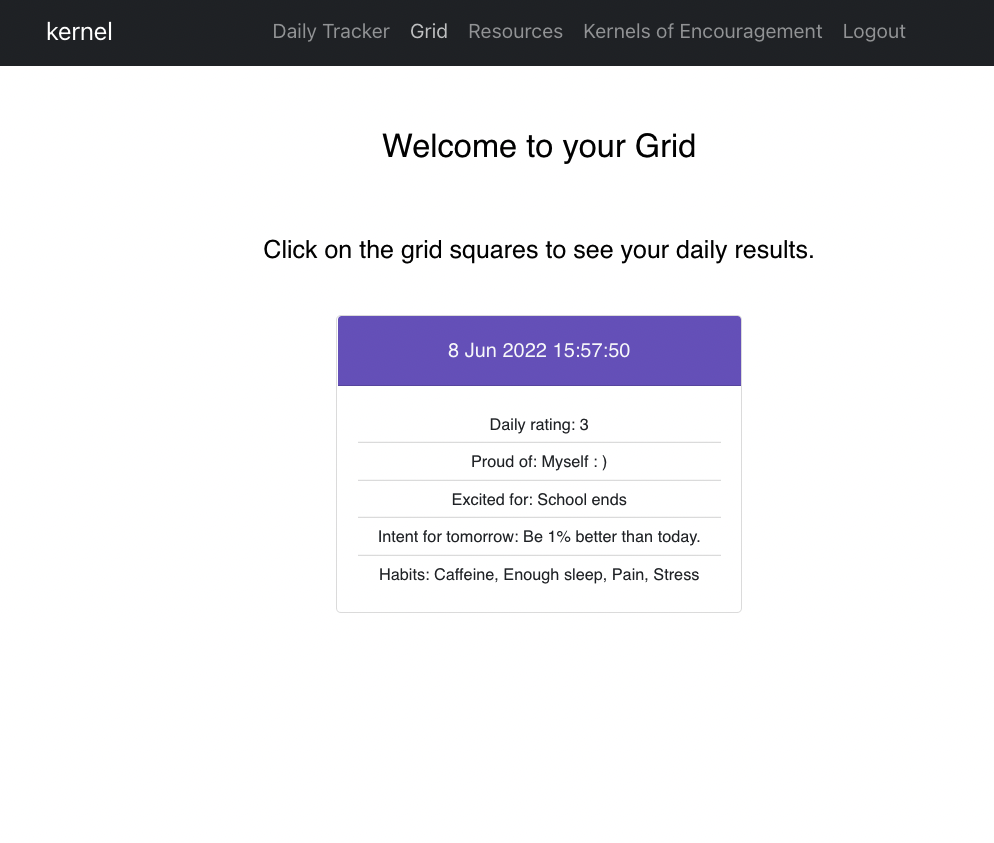 kernel Daily Tracker Grid Resources Kernels of Encouragement Logout
Welcome to your Grid
Click on the grid squares to see your daily results.
8 Jun 2022 15:57:50
Daily rating: 3
Proud of: Myself : )
Excited for: School ends
Intent for tomorrow: Be 1% better than today.
Habits: Caffeine, Enough sleep, Pain, Stress